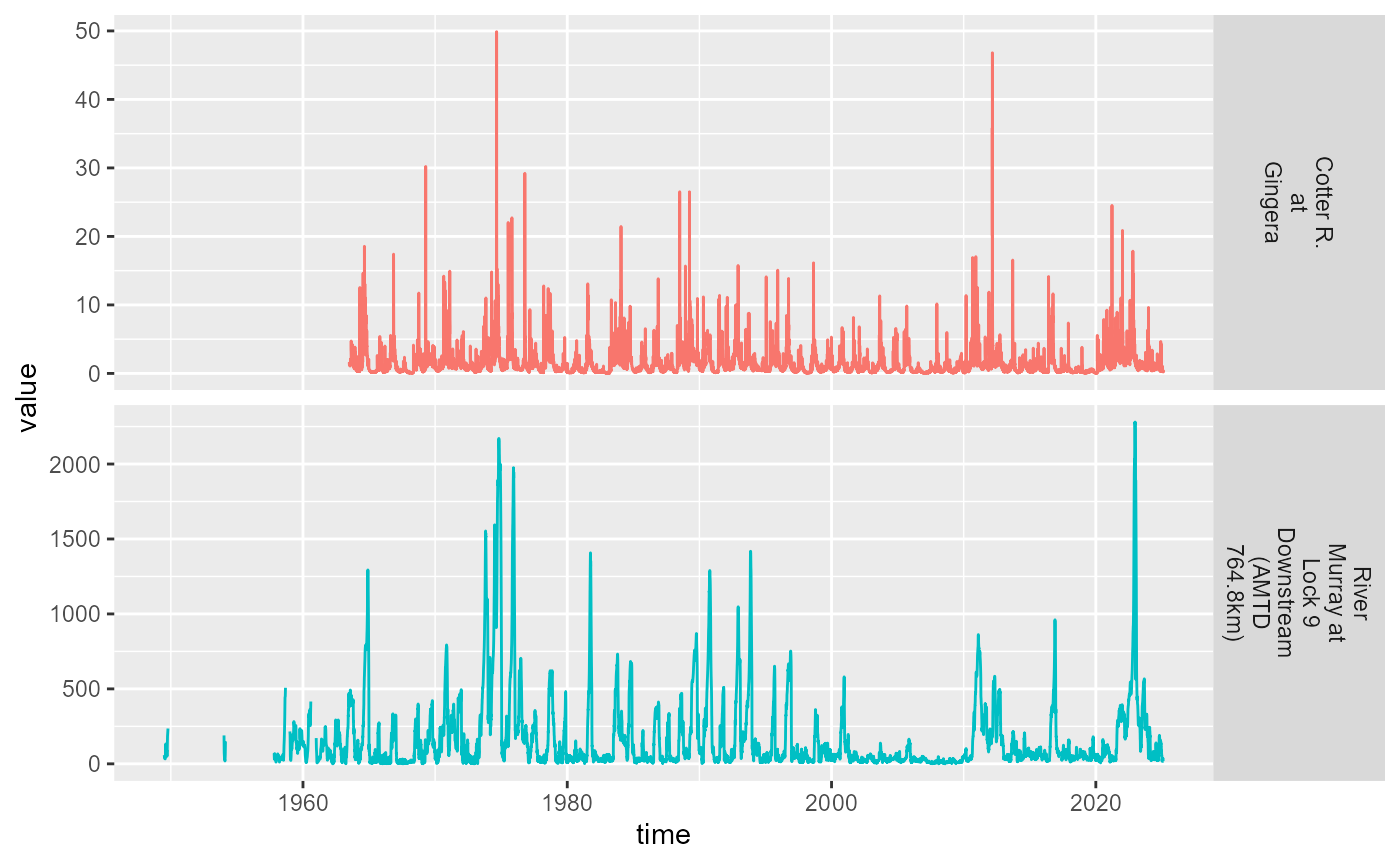 50
40
30
20
10
0
Cotter R.
at
Gingera
value
2000
1500
1000
500
0
River
Murray at
Lock 9
Downstream
(AMTD
764.8km)
1960
1980
2000
2020
time